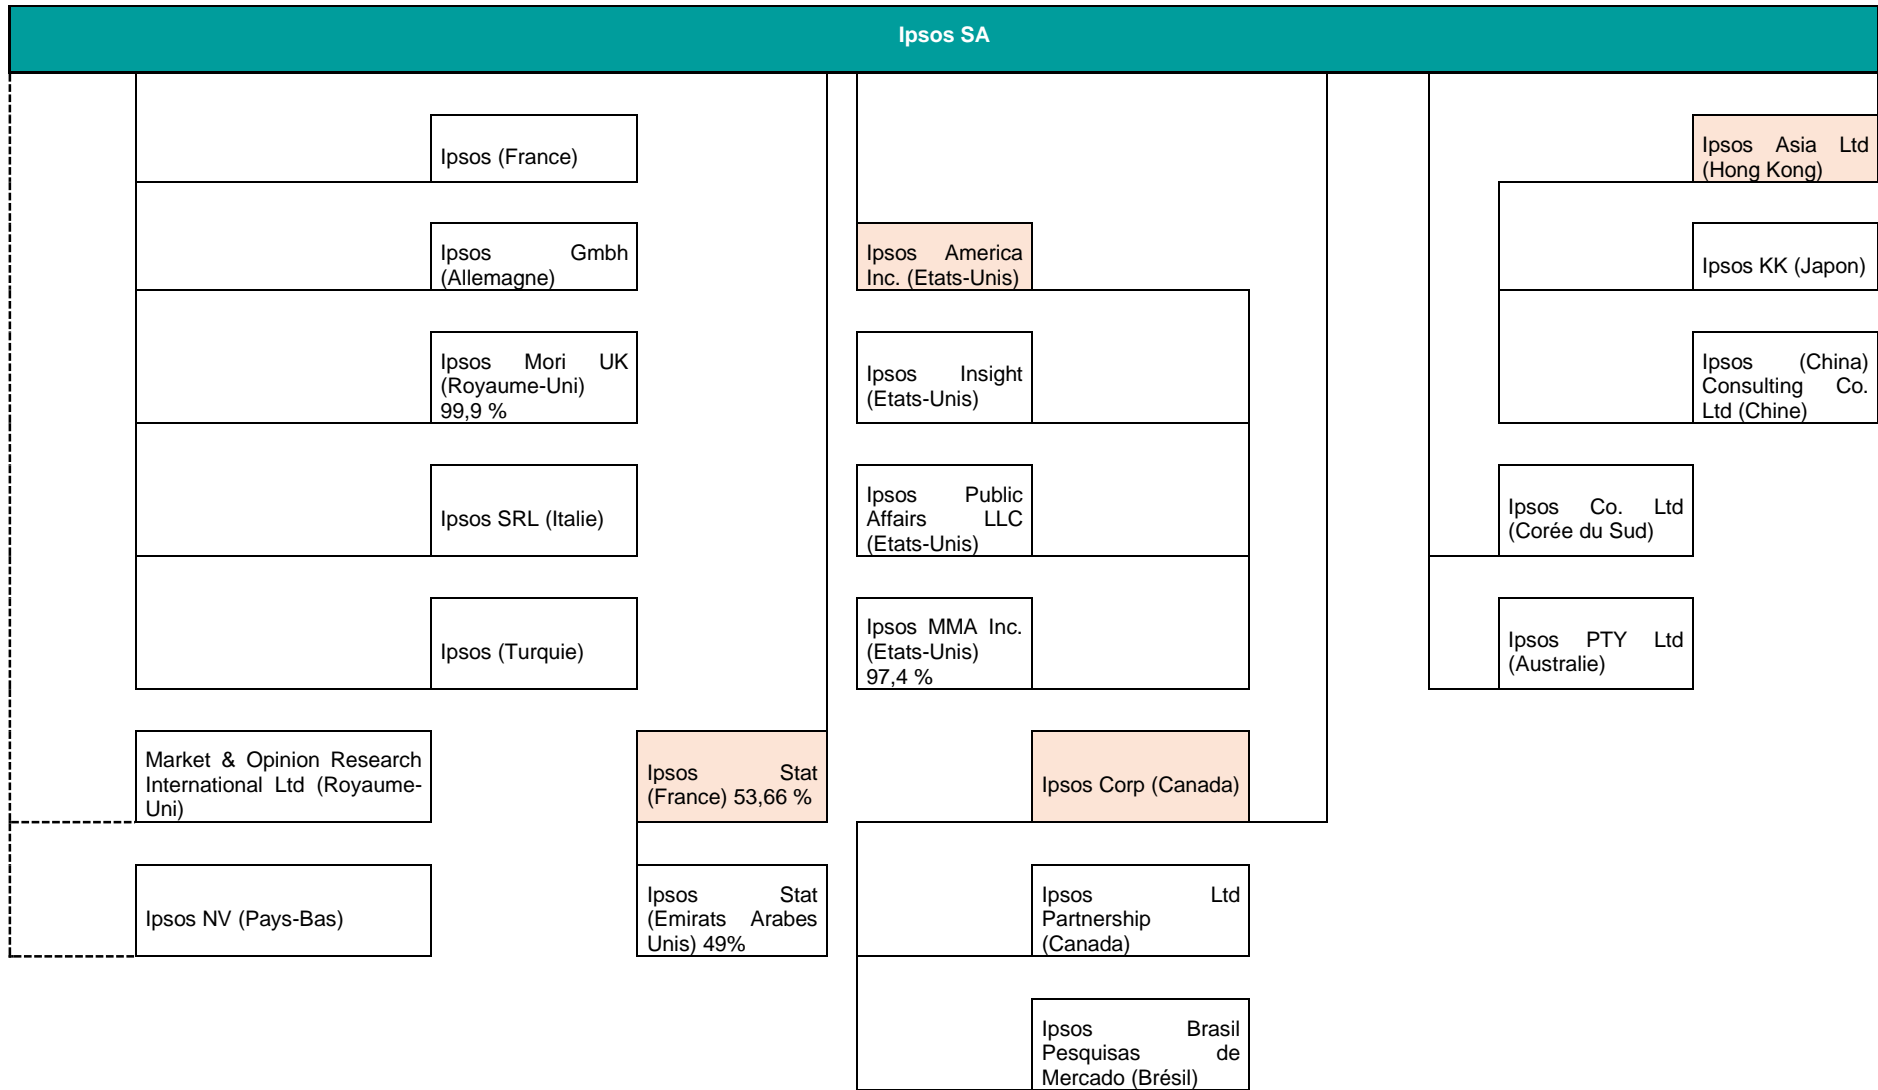 Ipsos SA
Ipsos (France)
Ipsos Asia Ltd
(Hong Kong)
Ipsos Gmbh
(Allemagne)
Ipsos America
Inc. (Etats-Unis)
Ipsos KK (Japon)
Ipsos Mori UK
(Royaume-Uni)
99,9 %
Ipsos Insight
(Etats-Unis)
Ipsos (China)
Consulting Co.
Ltd (Chine)
Ipsos SRL (Italie)
Ipsos Public
Affairs LLC
(Etats-Unis)
Ipsos Co. Ltd
(Corée du Sud)
Ipsos (Turquie)
Ipsos MMA Inc.
(Etats-Unis)
97,4 %
Ipsos PTY Ltd
(Australie)
Market & Opinion Research
International Ltd (Royaume-
Uni)
Ipsos Stat
(France) 53,66 %
Ipsos Corp (Canada)
Ipsos NV (Pays-Bas)
Ipsos Stat
(Emirats Arabes
Unis) 49%
Ipsos Ltd
Partnership
(Canada)
Ipsos Brasil
Pesquisas de
Mercado (Brésil)